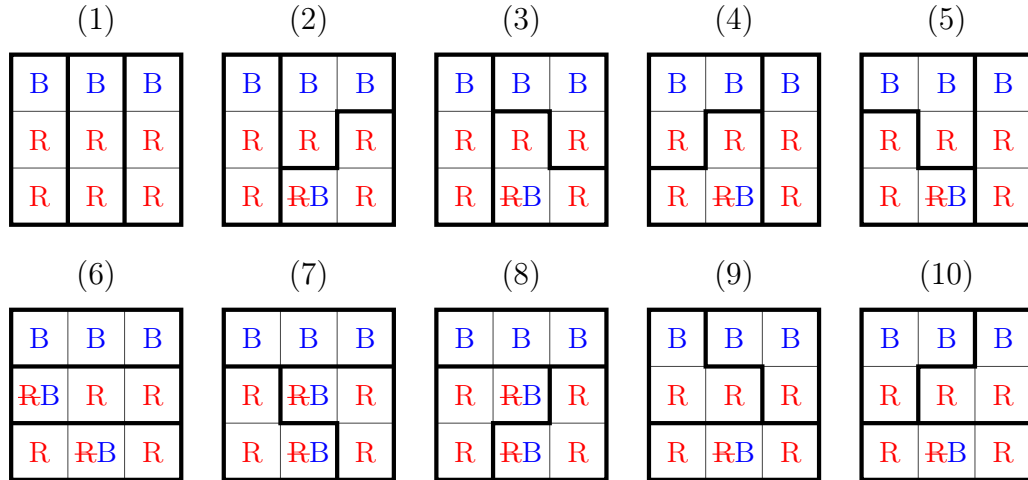 (1) (2) (3) (4) (5)
B B B B B B B B B B B B B B B
R R R R R R R R R R R R R R R
R R R R RB R R RB R R RB R R RB R
(6) (7) (8) (9) (10)
B B B B B B B B B B B B B B B
RB R R R RB R R RB R R R R R R R
R RB R R RB R R RB R R RB R R RB R